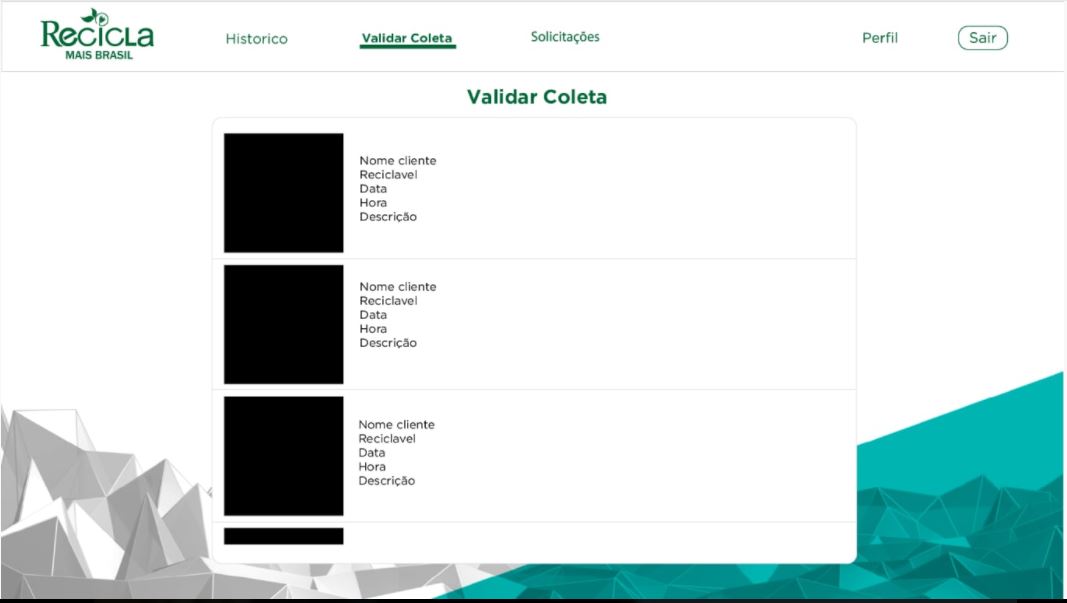 Recicla
MAIS BRASIL
Historico
Validar Coleta
Solicitações
Perfil
Sair
Validar Coleta
Nome cliente
Reciclavel
Data
Hora
Descrição
Nome cliente
Reciclavel
Data
Hora
Descrição
Nome cliente
Reciclavel
Data
Hora
Descrição